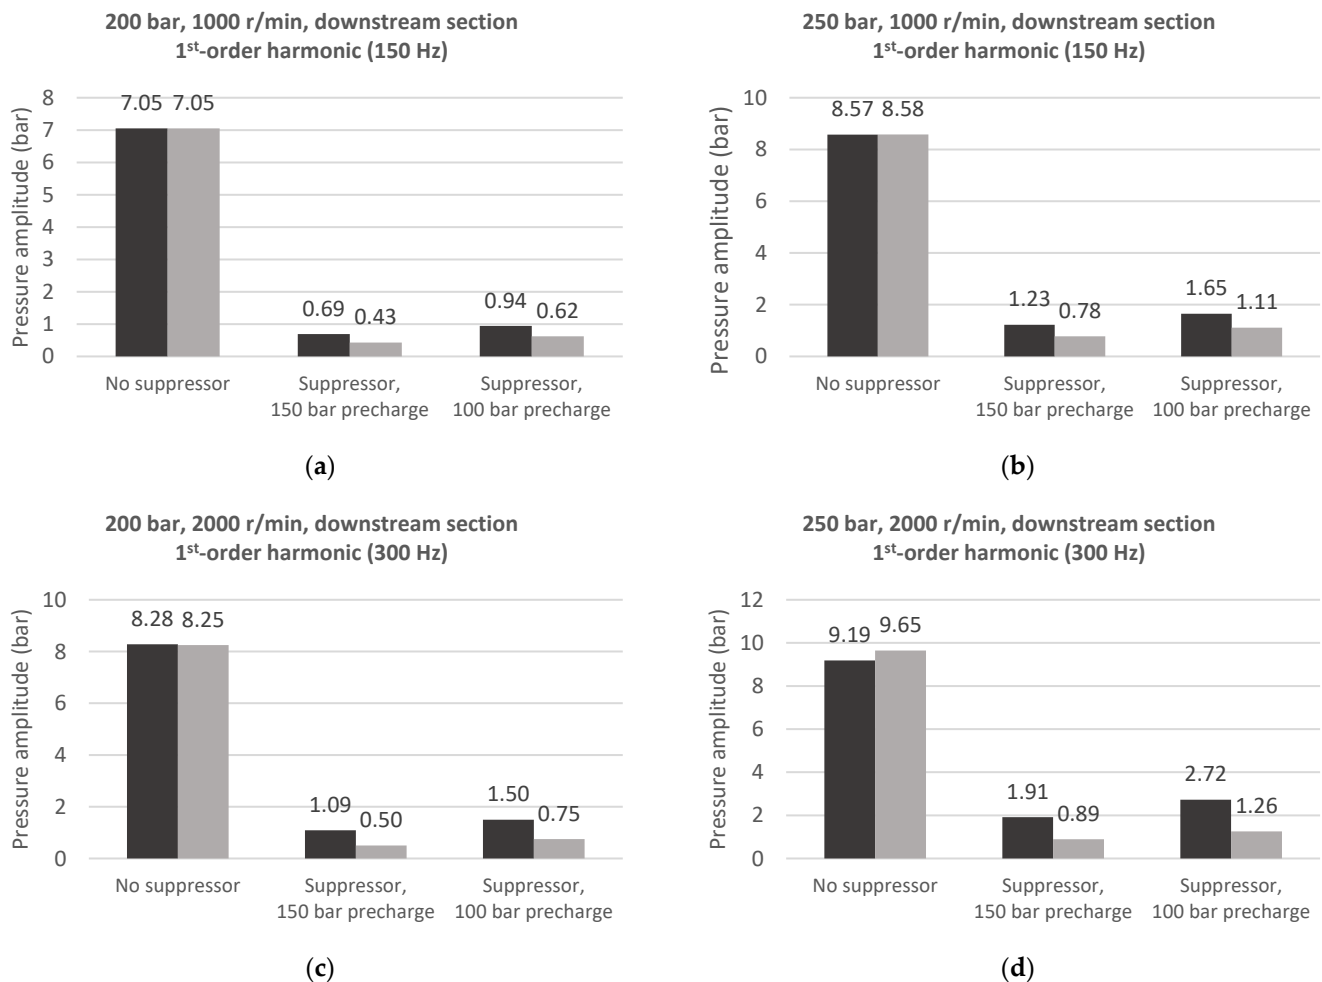 200 bar, 1000 r/min, downstream section
1st-order harmonic (150 Hz)
Pressure amplitude (bar)
8
7
6
5
4
3
2
1
0
7.05 7.05
0.69 0.43
0.94 0.62
No suppressor
Suppressor,
150 bar precharge
Suppressor,
100 bar precharge
(a)
250 bar, 1000 r/min, downstream section
1st-order harmonic (150 Hz)
Pressure amplitude (bar)
10
8
6
4
2
0
8.57 8.58
1.23 0.78
1.65 1.11
No suppressor
Suppressor,
150 bar precharge
Suppressor,
100 bar precharge
(b)
200 bar, 2000 r/min, downstream section
1st-order harmonic (300 Hz)
Pressure amplitude (bar)
10
8
6
4
2
0
8.28 8.25
1.09 0.50
1.50 0.75
No suppressor
Suppressor,
150 bar precharge
Suppressor,
100 bar precharge
(c)
250 bar, 2000 r/min, downstream section
1st-order harmonic (300 Hz)
Pressure amplitude (bar)
12
10
8
6
4
2
0
9.19 9.65
1.91 0.89
2.72 1.26
No suppressor
Suppressor,
150 bar precharge
Suppressor,
100 bar precharge
(d)